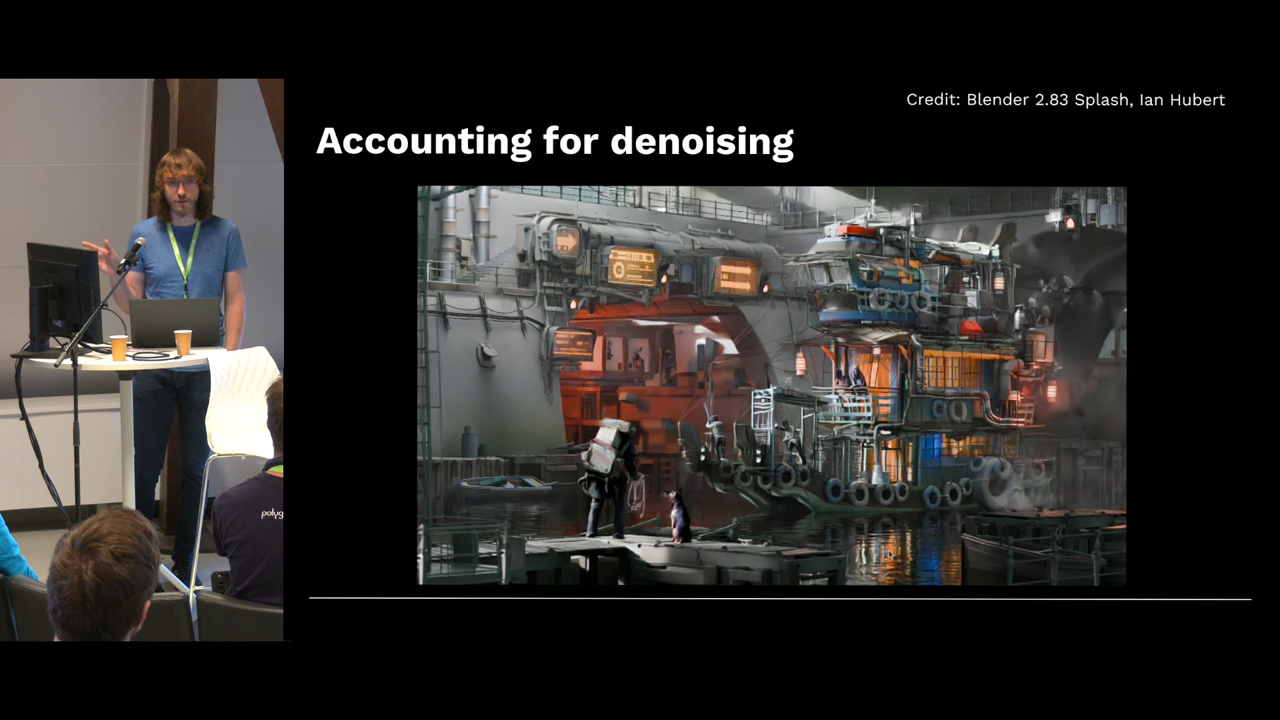 Credit: Blender 2.83 Splash, Ian Hubert
Accounting for denoising
polyg